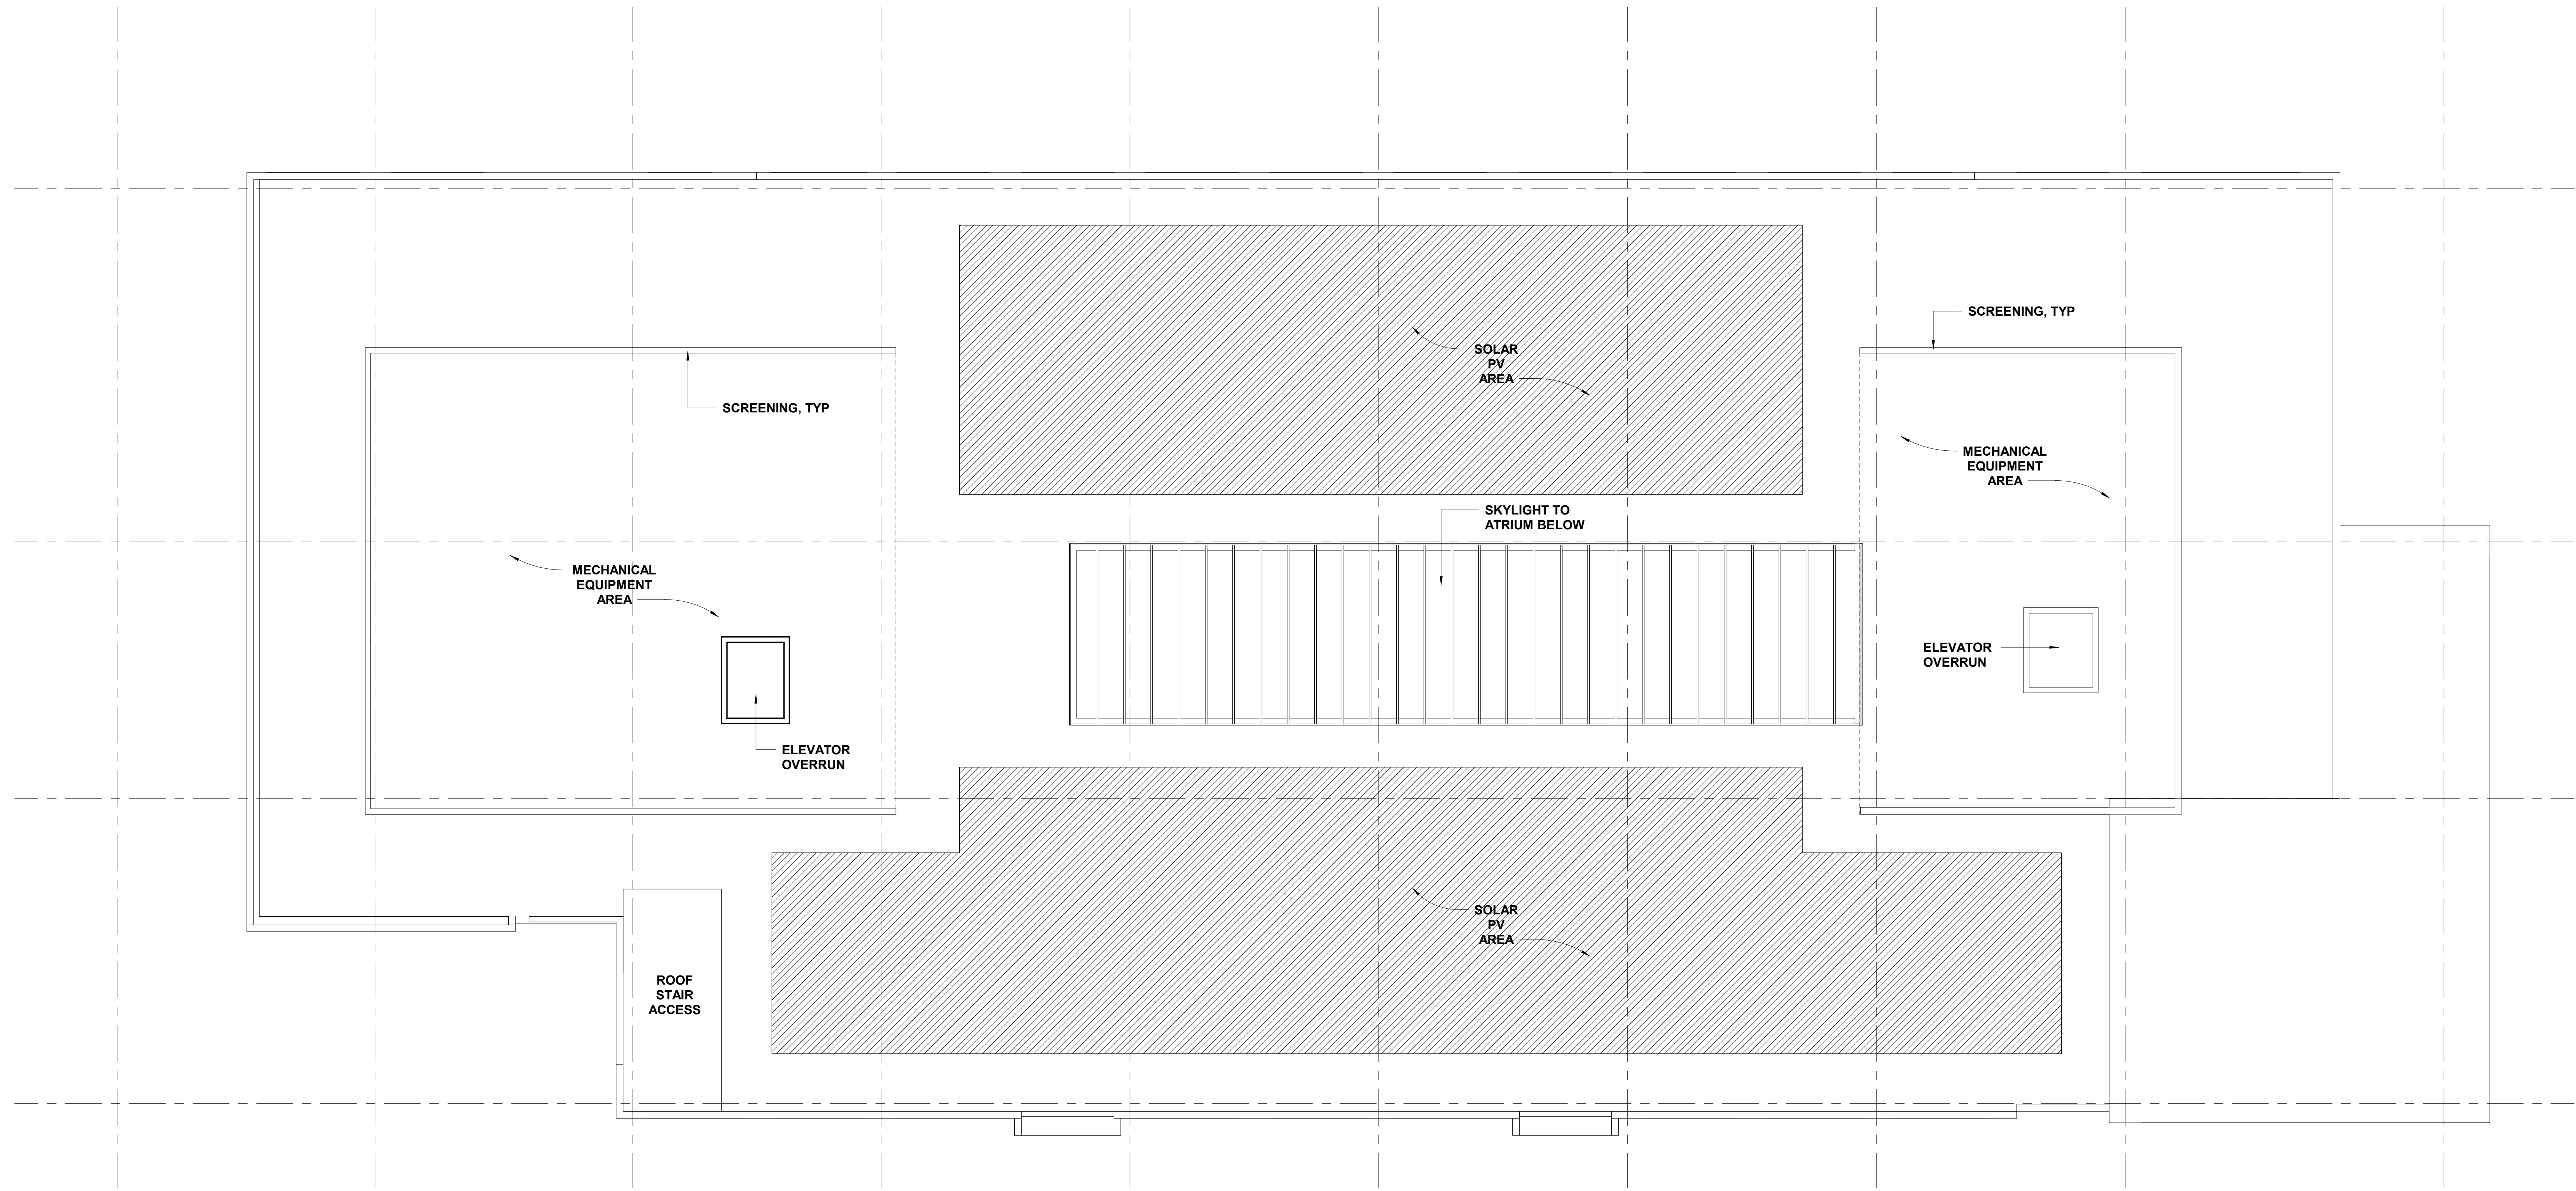 SCREENING, TYP
SOLAR
PV
AREA
SCREENING, TYP
MECHANICAL
EQUIPMENT
AREA
SKYLIGHT TO
ATRIUM BELOW
MECHANICAL
EQUIPMENT
AREA
ELEVATOR
OVERRUN
ELEVATOR
OVERRUN
SOLAR
PV
AREA
ROOF
STAIR
ACCESS